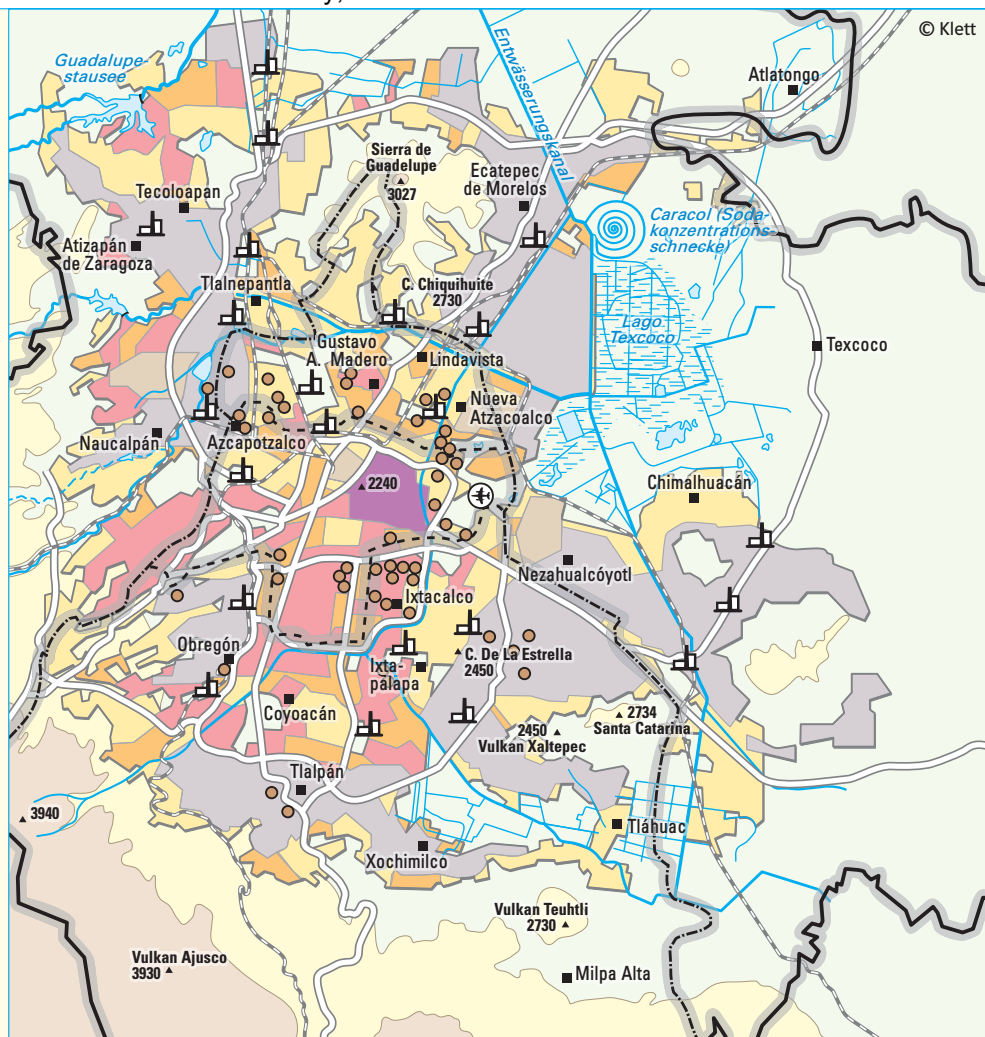 © Klett
Guadalupe-
stausee
Entwässerungskanal
Atlatongo
Sierra de
Guadelupe
3027
Ecatepec
de Morelos
Tecoloapan
Caracol (Soda-
konzentrations-
schnecke)
Atizapán
de Zaragoza
Tlalnepantla
C. Chiquihuite
2730
Lago
Texcoco
Texcoco
Gustavo
A. Madero
Lindavista
Nueva
Atzacoalco
Naucalpán
Azcapotzalco
2240
Chimalhuacán
Nezahualcóyotl
Ixtacalco
Obregón
C. De La Estrella
2450
Ixta-
palapa
Coyoacán
2734
Santa Catarina
2450
Vulkan Xaltepec
Tlalpán
3940
Tláhuac
Xochimilco
Vulkan Teuhtli
2730
Vulkan Ajusco
3930
Milpa Alta